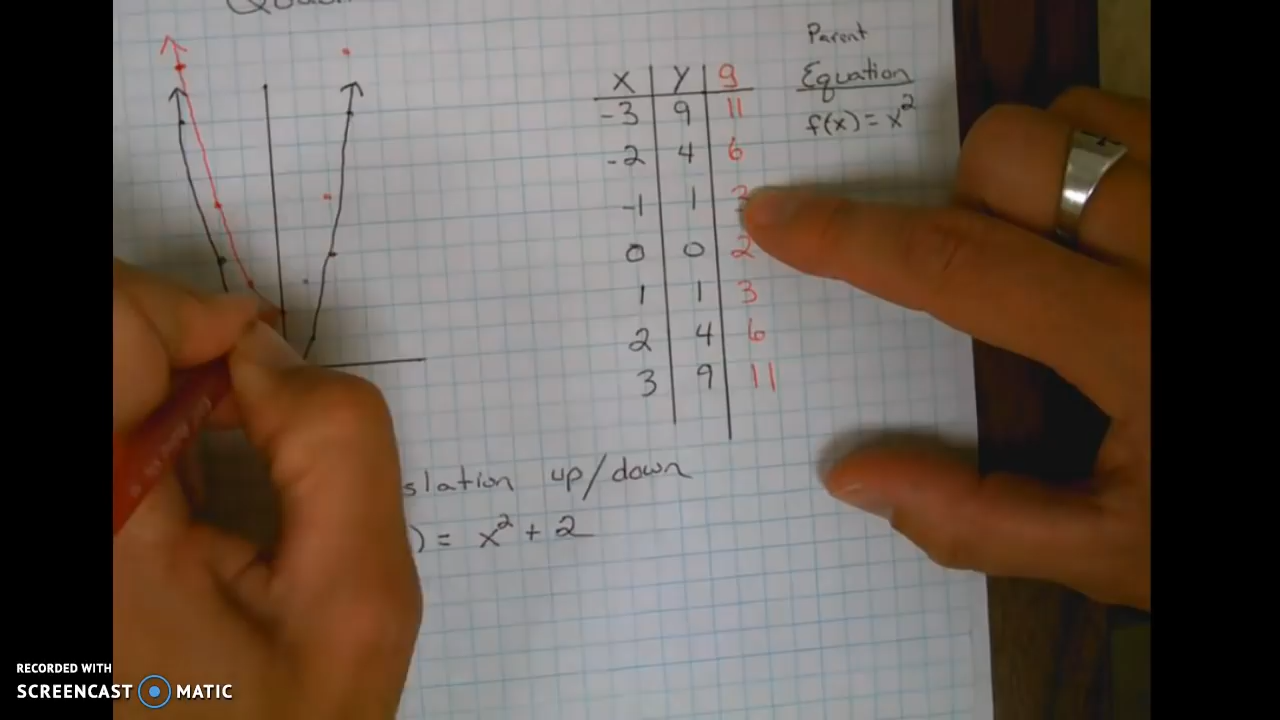 Parent
Equation
f(x) = x²
x y g
-3 9 11
-2 4 6
-1 1 3
0 0 2
1 1 3
2 4 6
3 9 11
slation up/down
) = x² + 2
RECORDED WITH
SCREENCAST MATIC